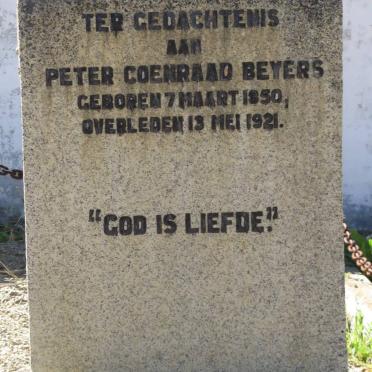 TER GEDACHTENIS
AAN
PETER COENRAAD BEYERS
GEBOREN 7 MAART 1850,
OVERLEDEN 13 MEI 1921.
"GOD IS LIEFDE."